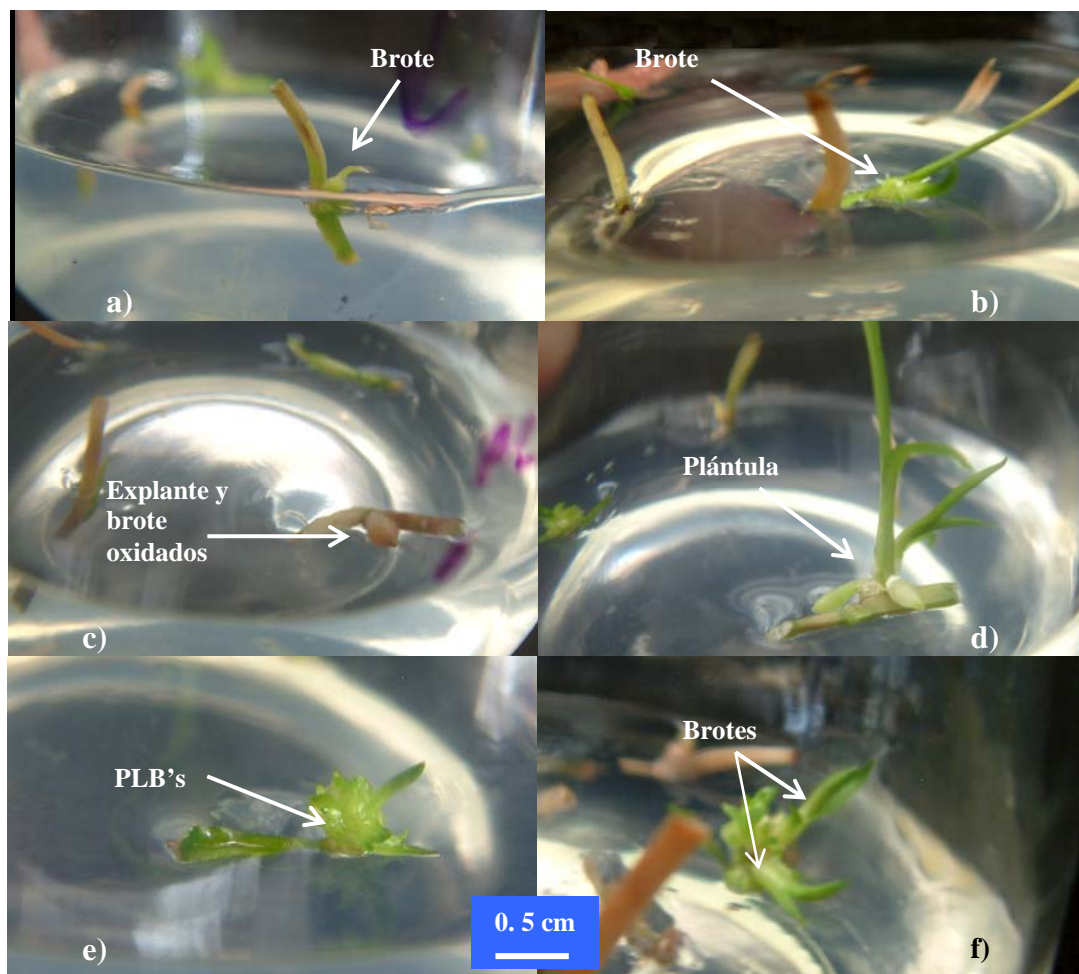 Brote
a)
Brote
b)
Explante y
brote
oxidados
c)
Plántula
d)
PLB's
e)
0. 5 cm
Brotes
f)